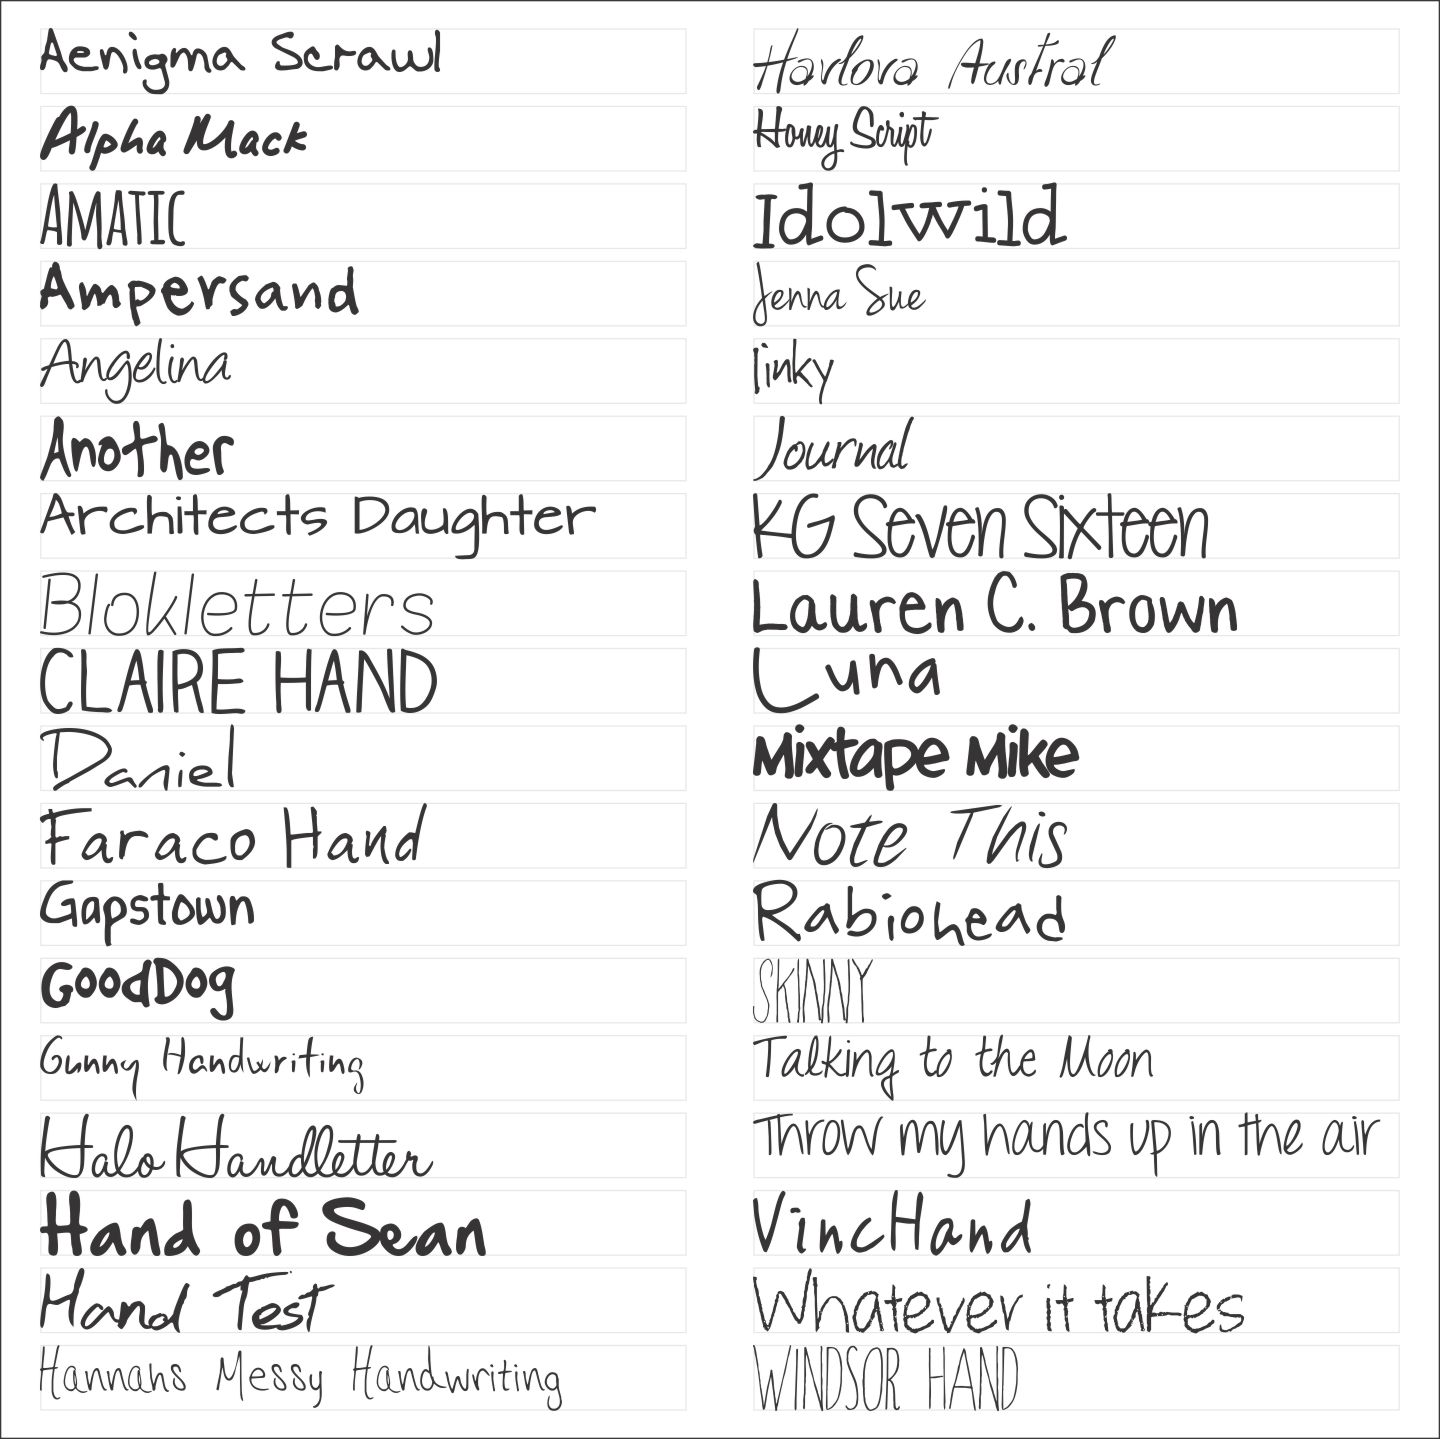 Aenigma Scrawl
Alpha Mack
AMATIC
Ampersand
Angelina
Another
Architects Daughter
Blokletters
CLAIRE HAND
Daniel
Faraco Hand
Gapstown
GoodDog
Gunny Handwriting
Halo Handletter
Hand of Sean
Hand Test
Hannahs Messy Handwriting
Havlova Austral
Honey Script
Idolwild
Jenna Sue
Jinky
Journal
KG Seven Sixteen
Lauren C. Brown
Luna
Mixtape Mike
Note This
Rabiohead
SKINNY
Talking to the Moon
Throw my hands up in the air
VincHand
Whatever it takes
WINDSOR HAND